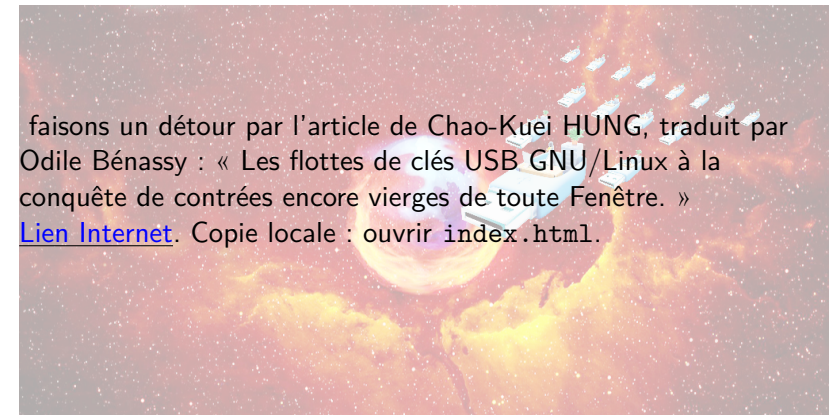 faisons un détour par l'article de Chao-Kuei HUNG, traduit par
Odile Bénassy : « Les flottes de clés USB GNU/Linux à la
conquête de contrées encore vierges de toute Fenêtre. »
Lien Internet. Copie locale : ouvrir index.html.